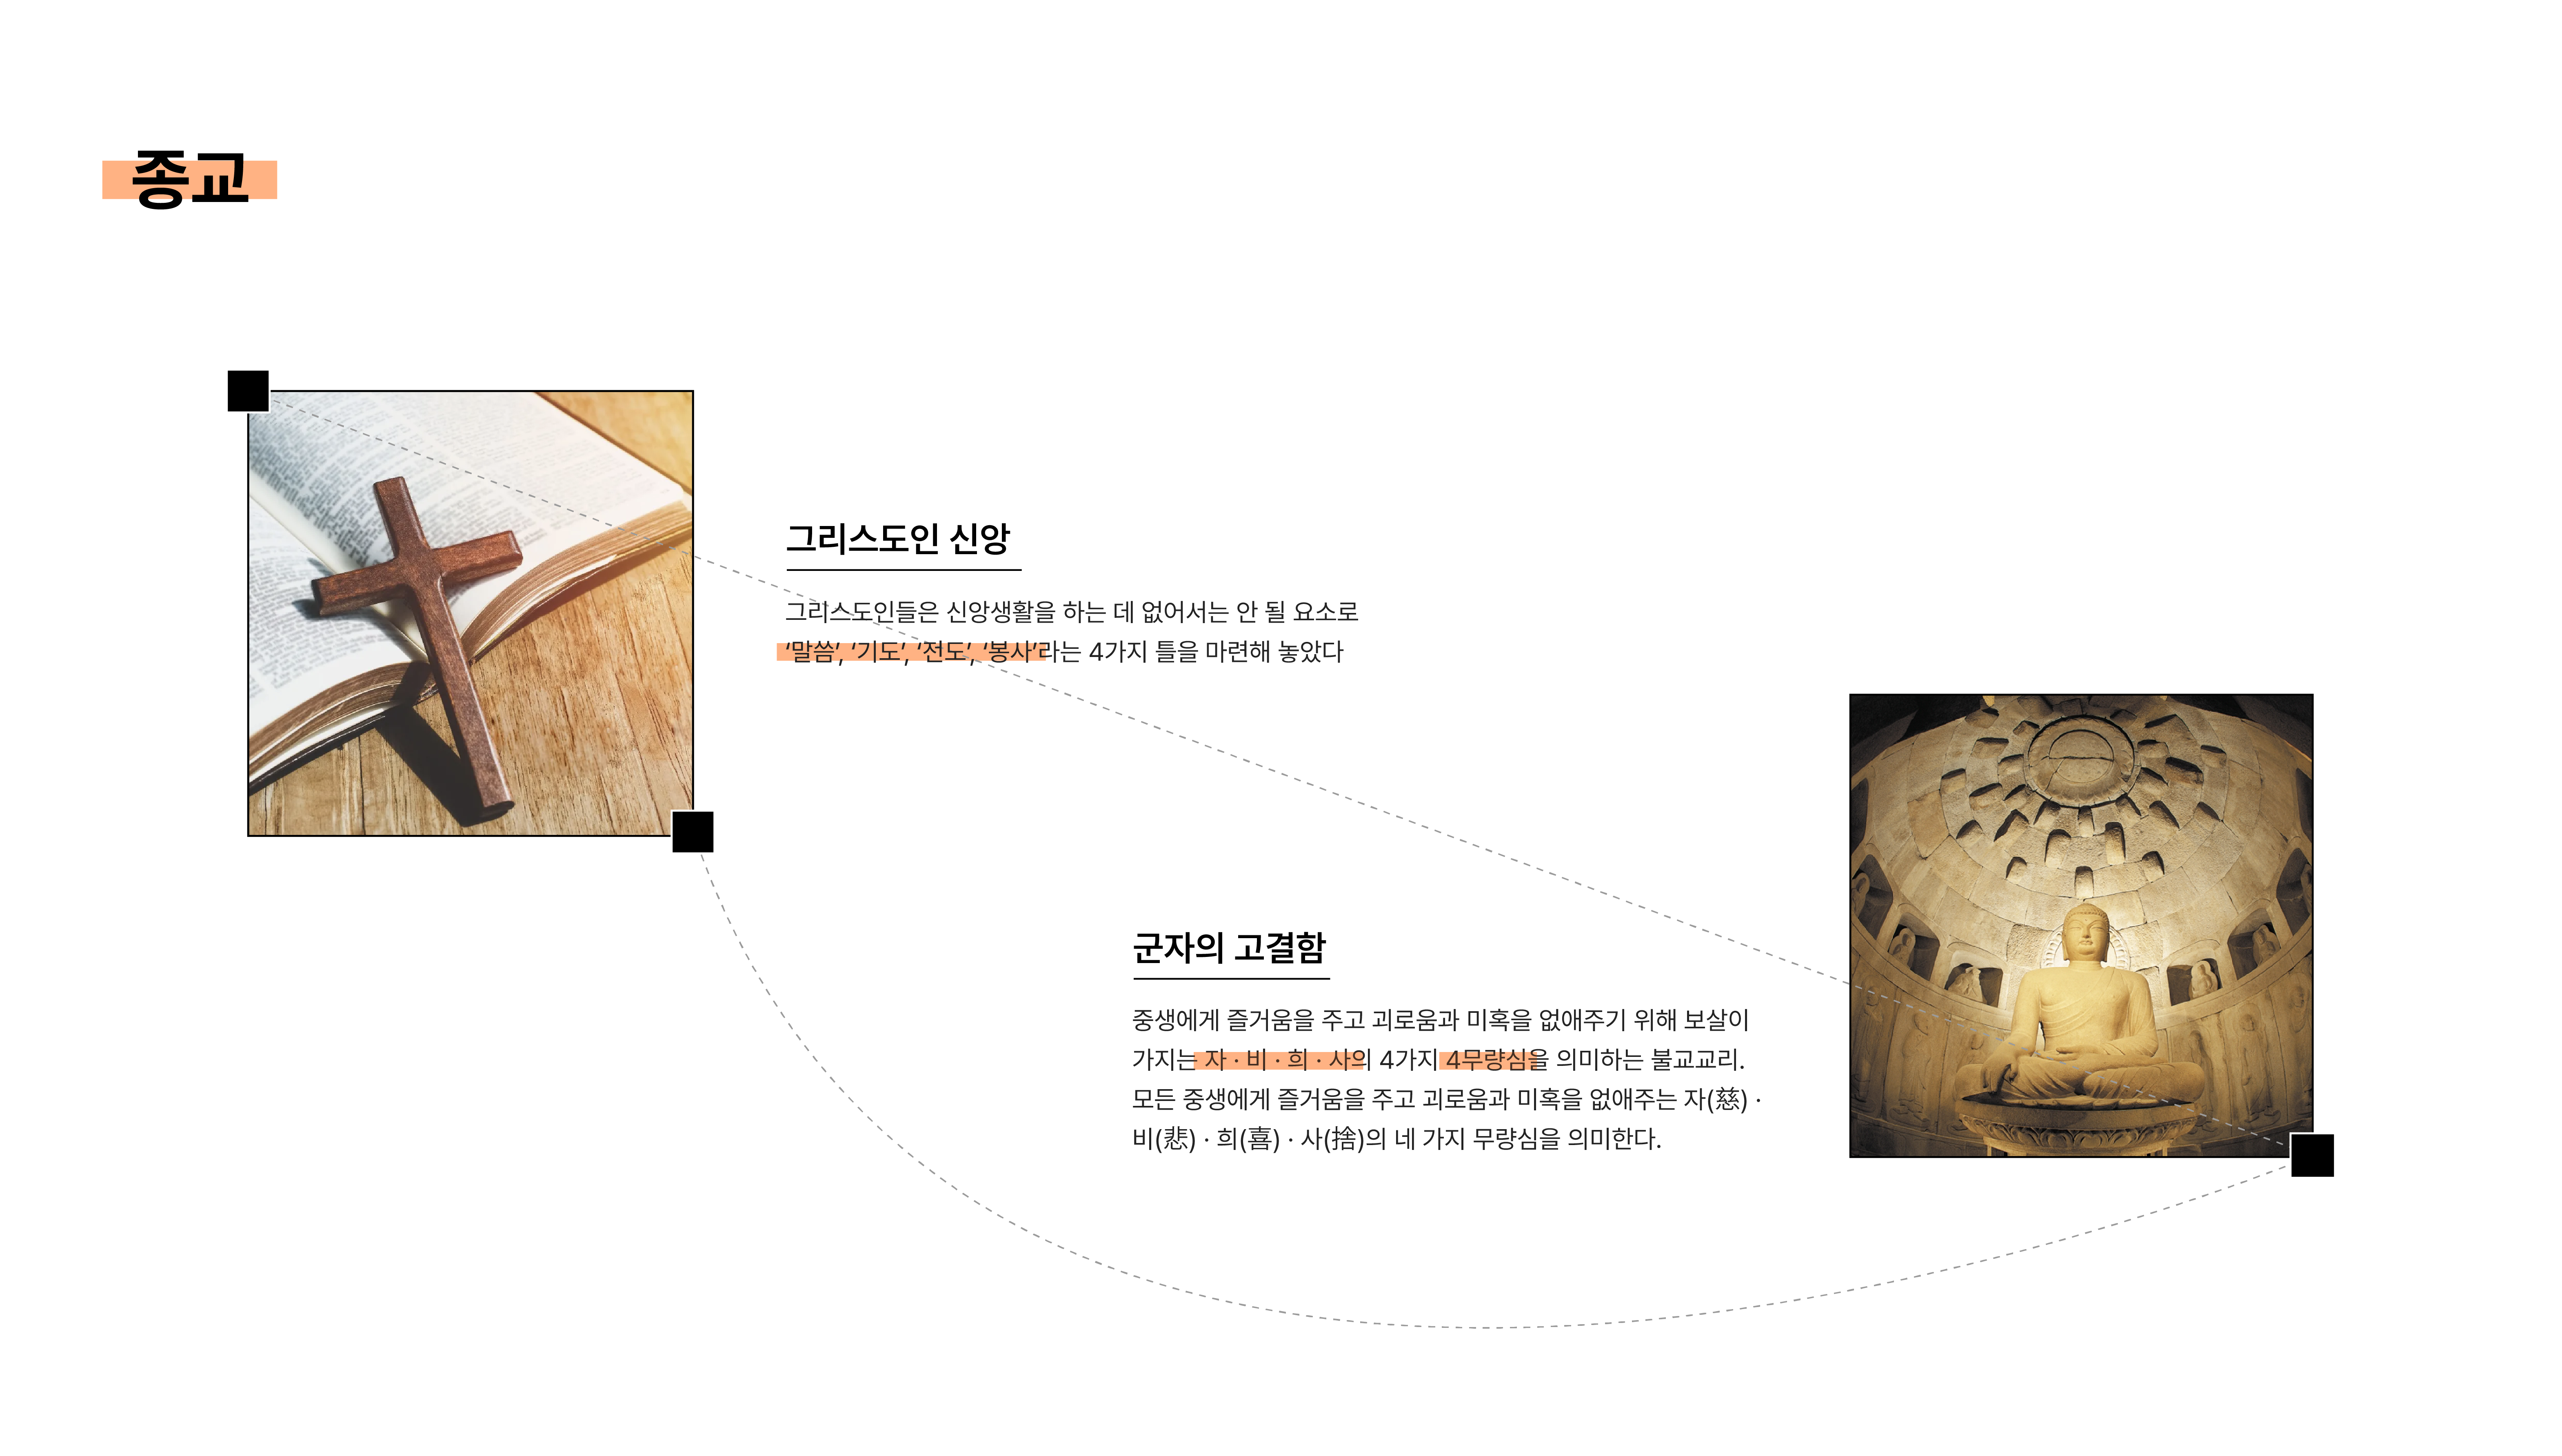 종교
그리스도인 신앙
그리스도인들은 신앙생활을 하는 데 없어서는 안 될 요소로
‘말씀’, ‘기도’, ‘전도’, ‘봉사’라는 4가지 틀을 마련해 놓았다
군자의 고결함
중생에게 즐거움을 주고 괴로움과 미혹을 없애주기 위해 보살이
가지는 자 · 비 · 희 · 사의 4가지 4무량심을 의미하는 불교교리.
모든 중생에게 즐거움을 주고 괴로움과 미혹을 없애주는 자(慈) ·
비(悲) · 희(喜) · 사(捨)의 네 가지 무량심을 의미한다.